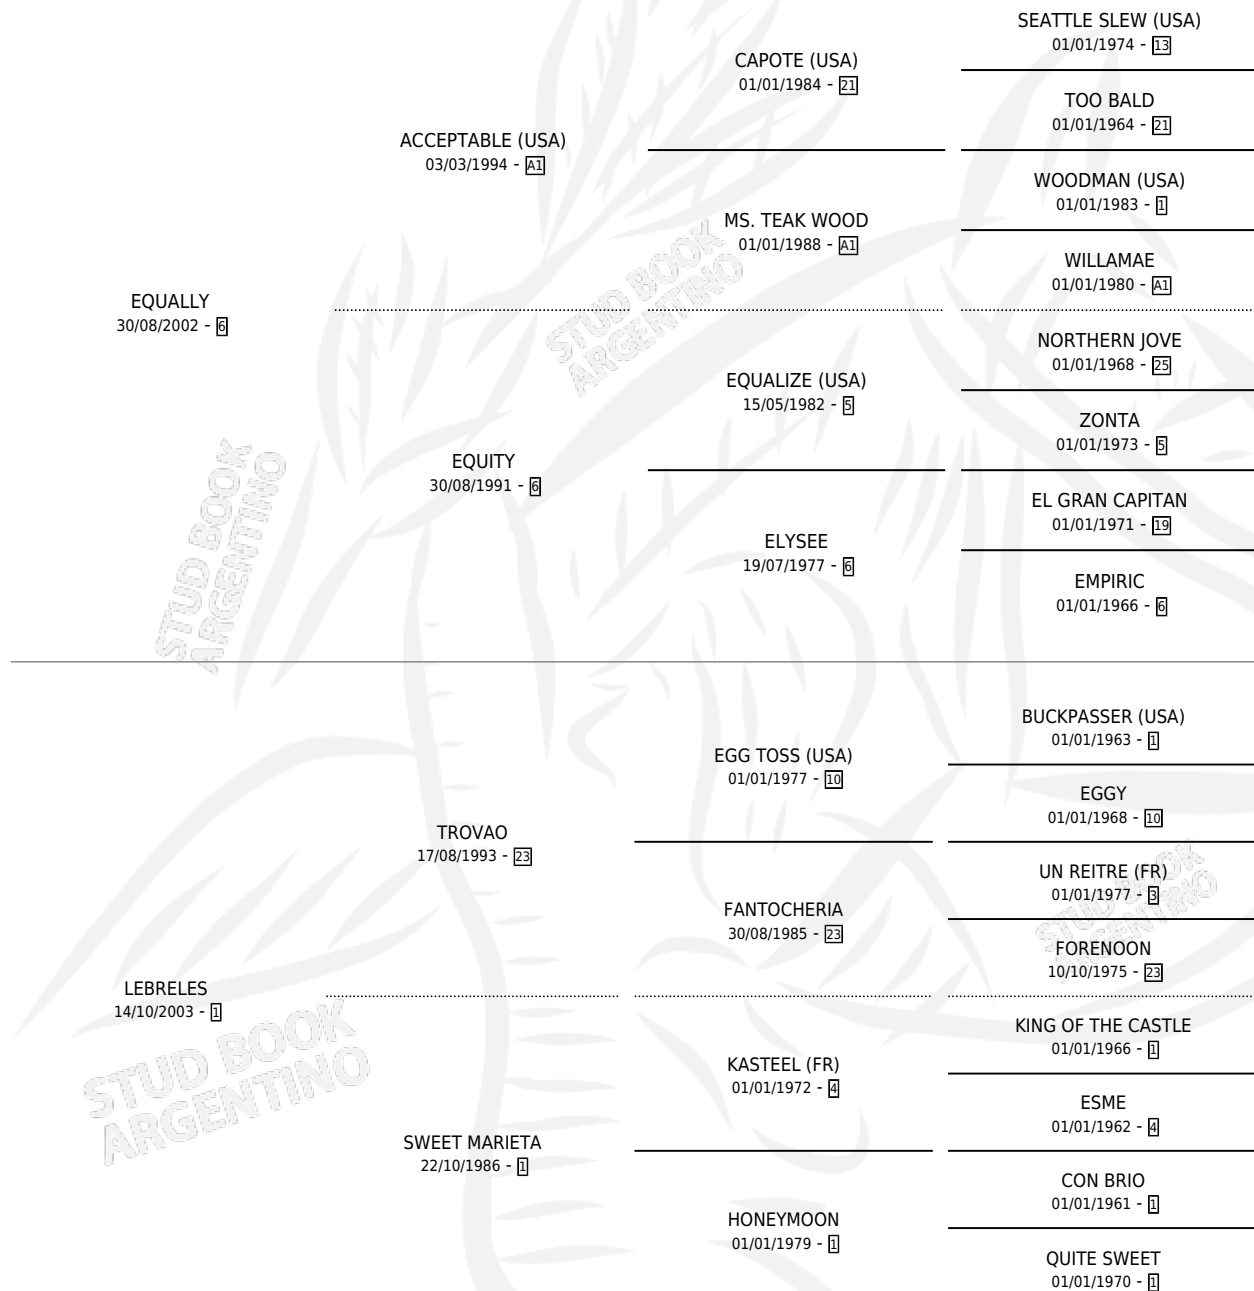 SEATTLE SLEW (USA)
01/01/1974 - 13
CAPOTE (USA)
01/01/1984 - 21
TOO BALD
01/01/1964 - 21
ACCEPTABLE (USA)
03/03/1994 - A1
WOODMAN (USA)
01/01/1983 - 1
MS. TEAK WOOD
01/01/1988 - A1
WILLAMAE
01/01/1980 - A1
EQUALLY
30/08/2002 - 6
NORTHERN JOVE
01/01/1968 - 25
EQUALIZE (USA)
15/05/1982 - 5
ZONTA
01/01/1973 - 5
EQUITY
30/08/1991 - 6
EL GRAN CAPITAN
01/01/1971 - 19
ELYSEE
19/07/1977 - 6
EMPIRIC
01/01/1966 - 6
BUCKPASSER (USA)
01/01/1963 - 1
EGG TOSS (USA)
01/01/1977 - 10
EGGY
01/01/1968 - 10
TROVAO
17/08/1993 - 23
UN REITRE (FR)
01/01/1977 - 3
FANTOCHERIA
30/08/1985 - 23
FORENOON
10/10/1975 - 23
LEBRELES
14/10/2003 - 1
KING OF THE CASTLE
01/01/1966 - 1
KASTEEL (FR)
01/01/1972 - 4
ESME
01/01/1962 - 4
SWEET MARIETA
22/10/1986 - 1
CON BRIO
01/01/1961 - 1
HONEYMOON
01/01/1979 - 1
QUITE SWEET
01/01/1970 - 1
STUD BOOK
ARGENTINO
STUD BOOK
ARGENTINO
STUD BOOK
ARGENTINO
STUD BOOK
ARGENTINO